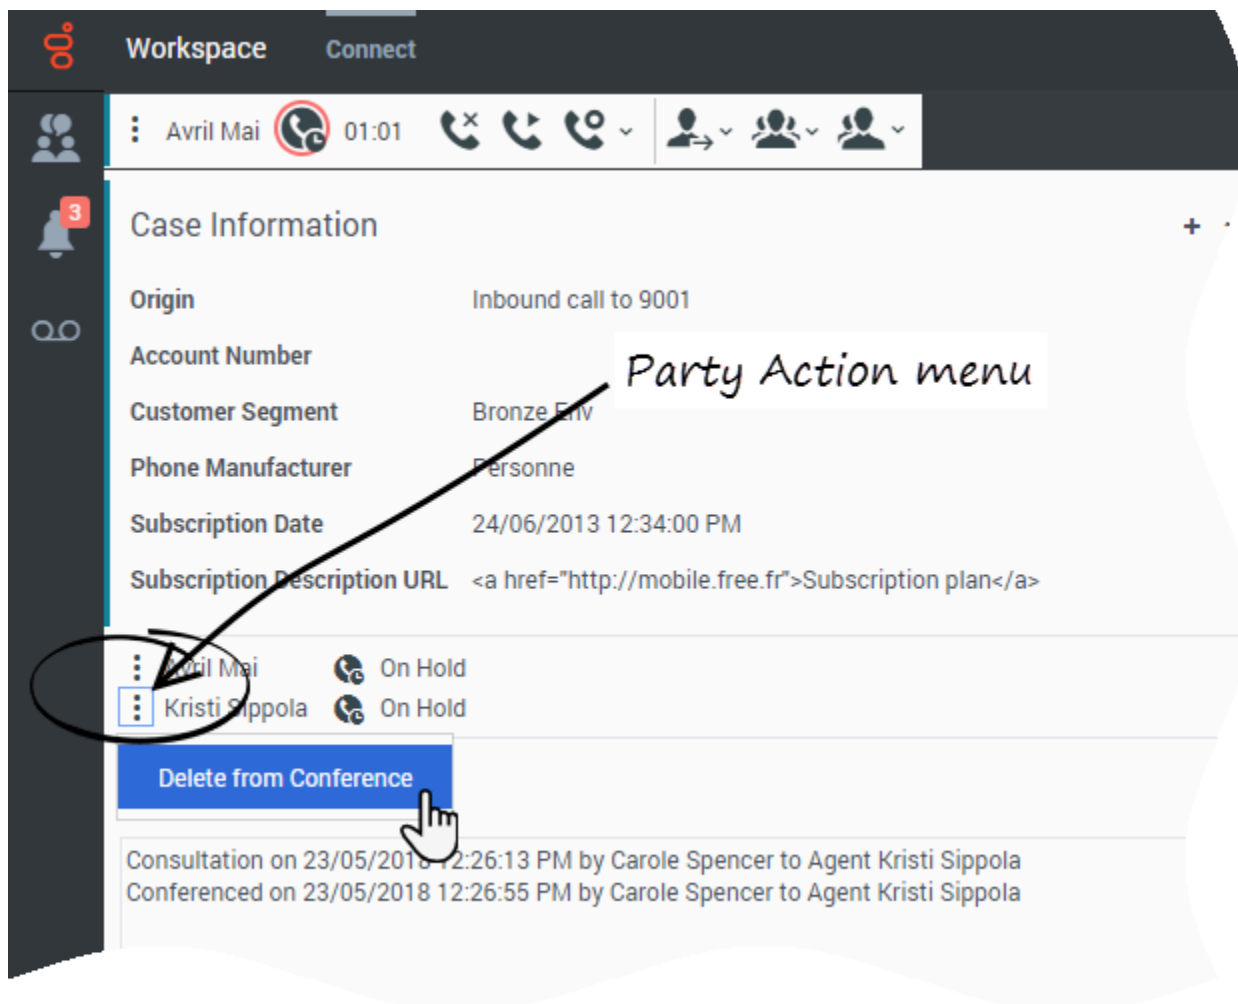 Workspace Connect
Avril Mai 01:01
3
Case Information
Origin Inbound call to 9001
Account Number
Party Action menu
Customer Segment Bronze Env
Phone Manufacturer Personne
Subscription Date 24/06/2013 12:34:00 PM
Subscription Description URL <a href="http://mobile.free.fr">Subscription plan</a>
Avril Mai On Hold
Kristi Sippola On Hold
Delete from Conference
Consultation on 23/05/2018 12:26:13 PM by Carole Spencer to Agent Kristi Sippola
Conferenced on 23/05/2018 12:26:55 PM by Carole Spencer to Agent Kristi Sippola